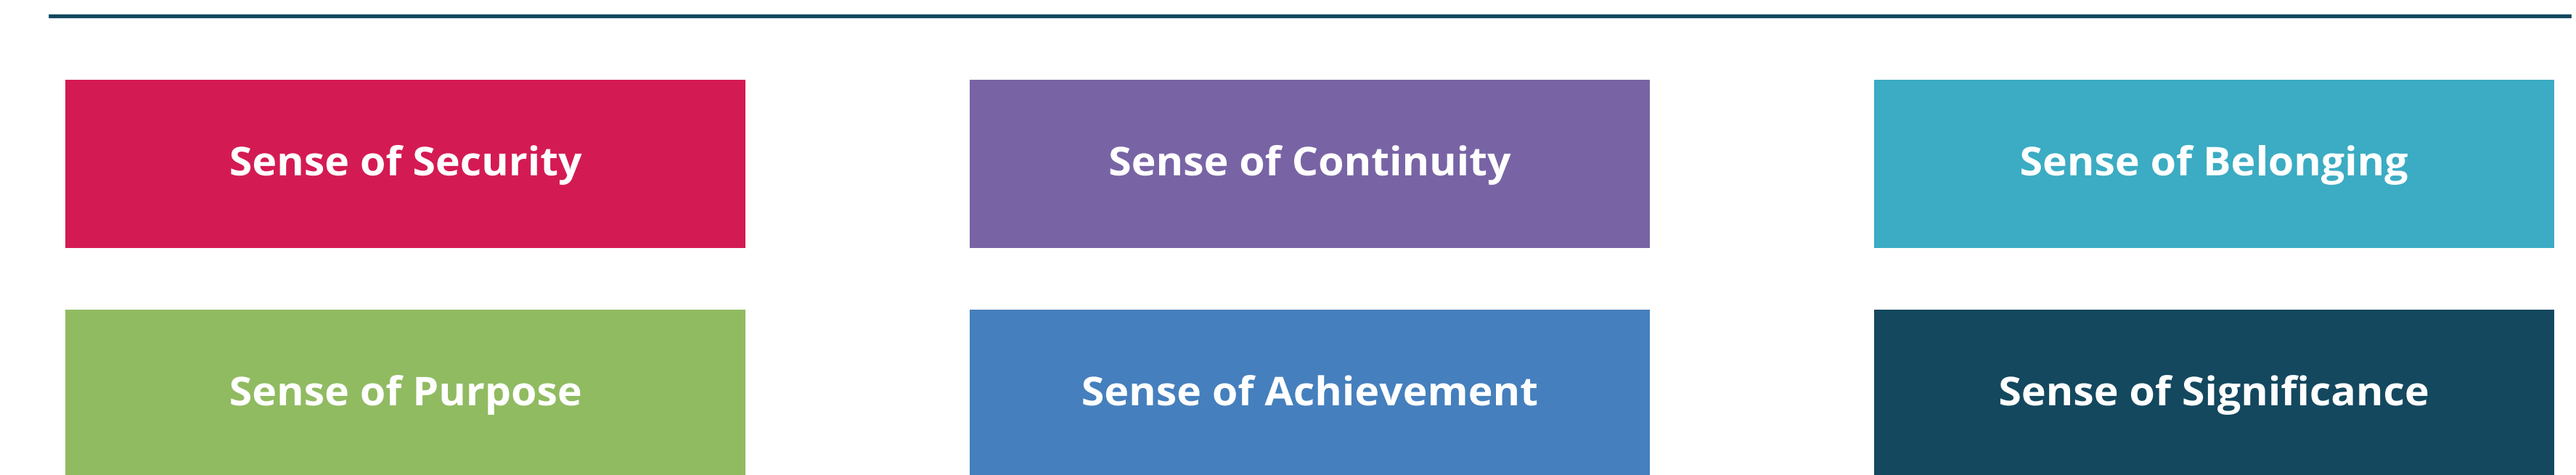 Sense of Security
Sense of Continuity
Sense of Belonging
Sense of Purpose
Sense of Achievement
Sense of Significance